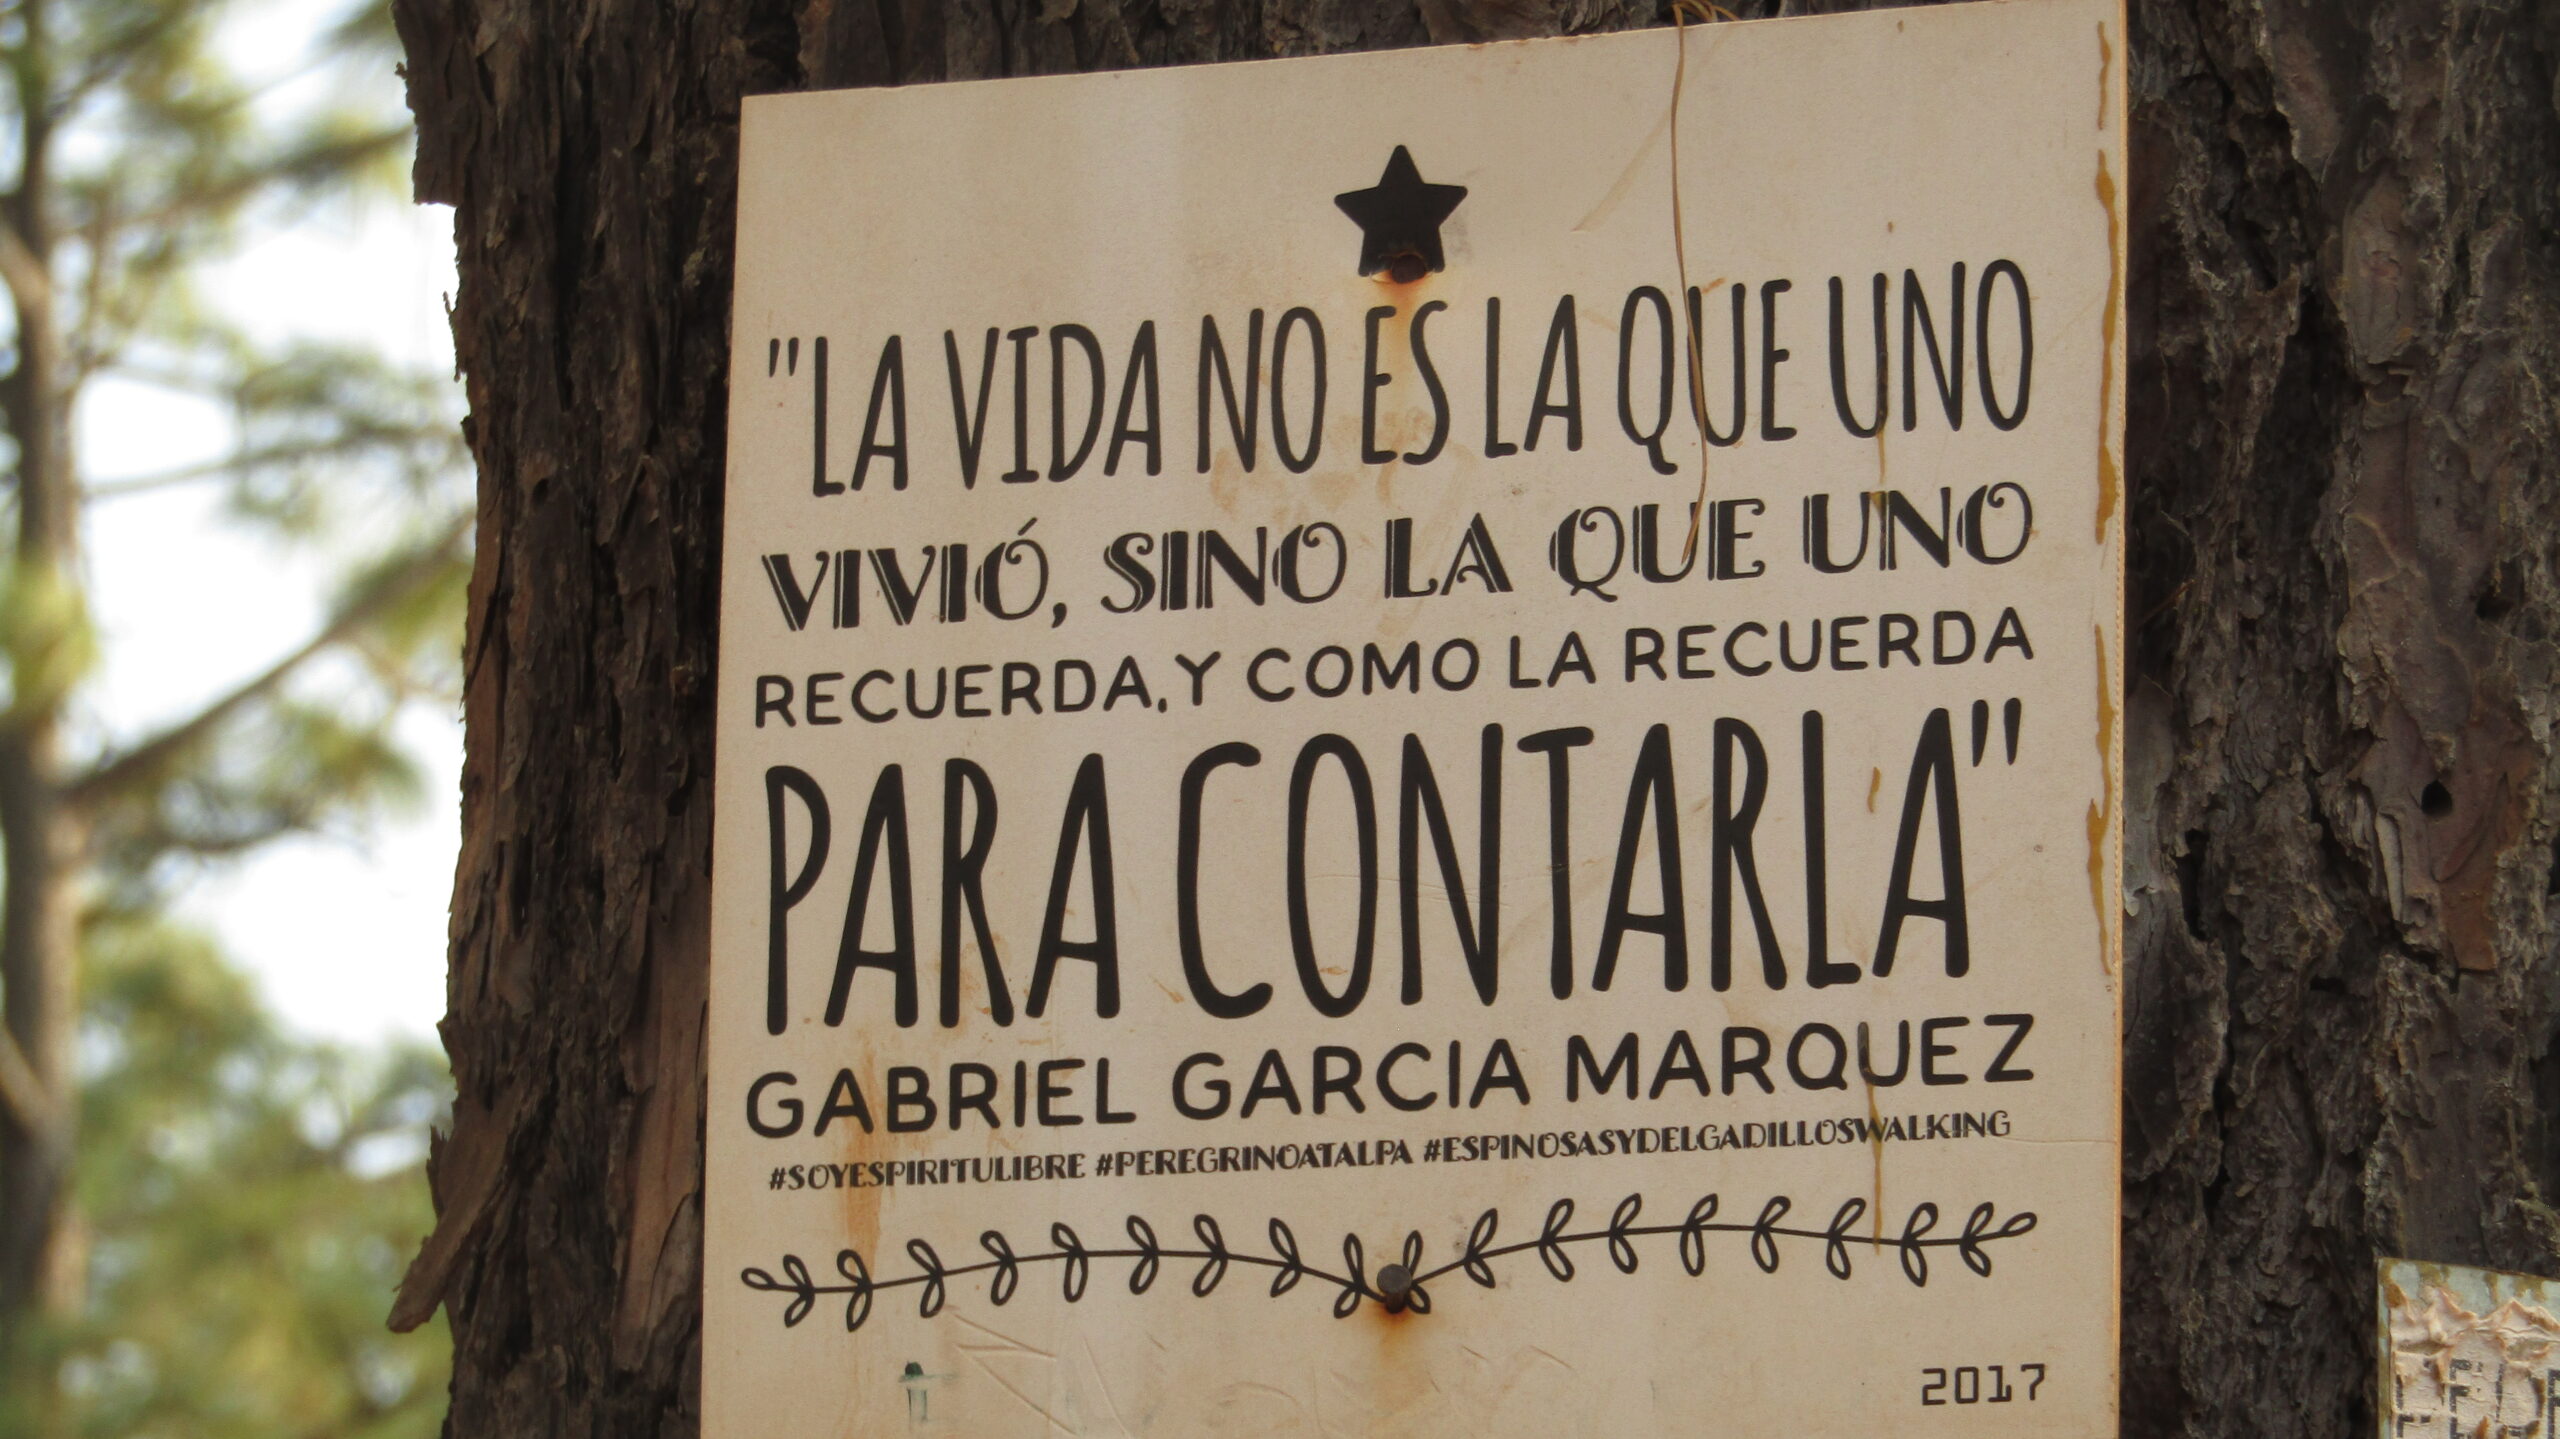 "LA VIDA NO ES LA QUE UNO
VIVIÓ, SINO LA QUE UNO
RECUERDA, Y COMO LA RECUERDA
PARA CONTARLA"
GABRIEL GARCIA MARQUEZ
#SOYESPIRITULIBRE #PEREGRINOATALPA #ESPINOSASYDELGADILLOSWALKING
2017